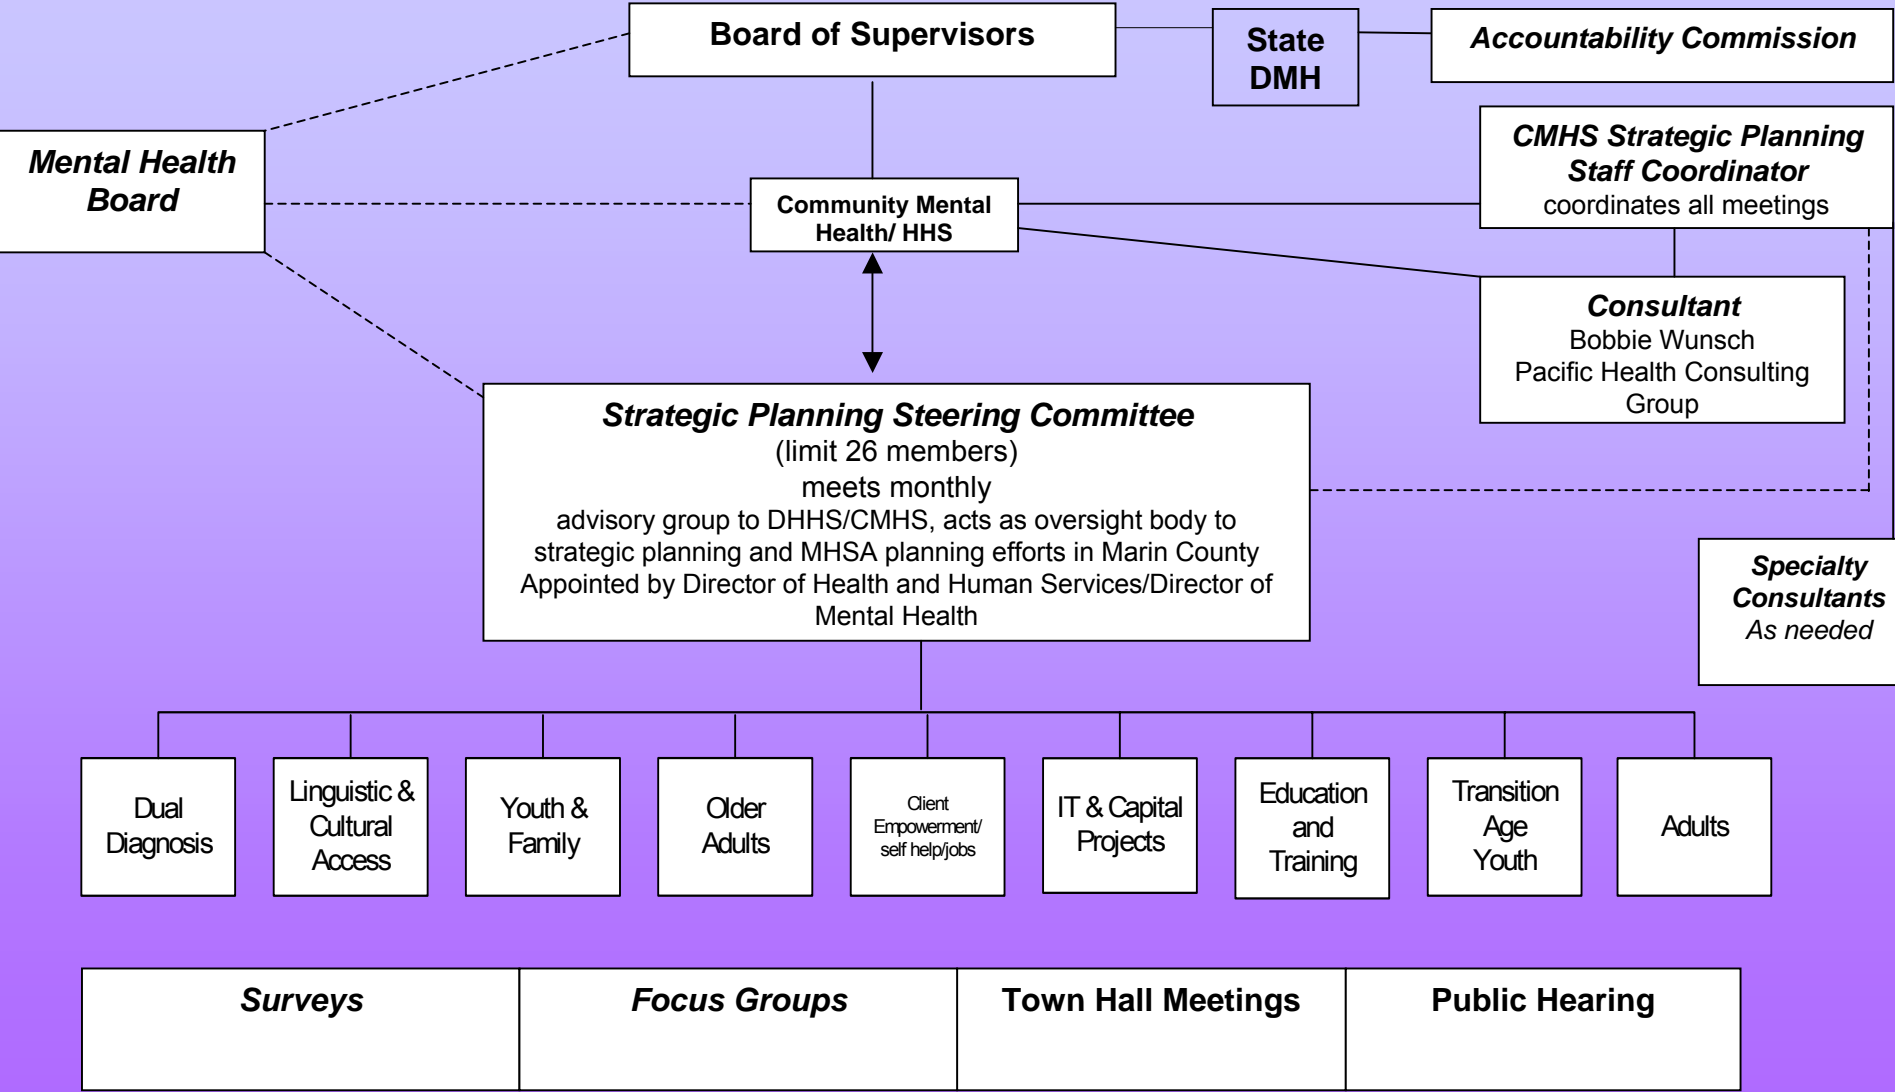 Board of Supervisors
State
DMH
Accountability Commission
Mental Health
Board
CMHS Strategic Planning
Staff Coordinator
coordinates all meetings
Community Mental
Health/ HHS
Consultant
Bobbie Wunsch
Pacific Health Consulting
Group
Strategic Planning Steering Committee
(limit 26 members)
meets monthly
advisory group to DHHS/CMHS, acts as oversight body to
strategic planning and MHSA planning efforts in Marin County
Appointed by Director of Health and Human Services/Director of
Mental Health
Specialty
Consultants
As needed
Dual
Diagnosis
Linguistic &
Cultural
Access
Youth &
Family
Older
Adults
Client
Empowerment/
self help/jobs
IT & Capital
Projects
Education
and
Training
Transition
Age
Youth
Adults
Surveys
Focus Groups
Town Hall Meetings
Public Hearing